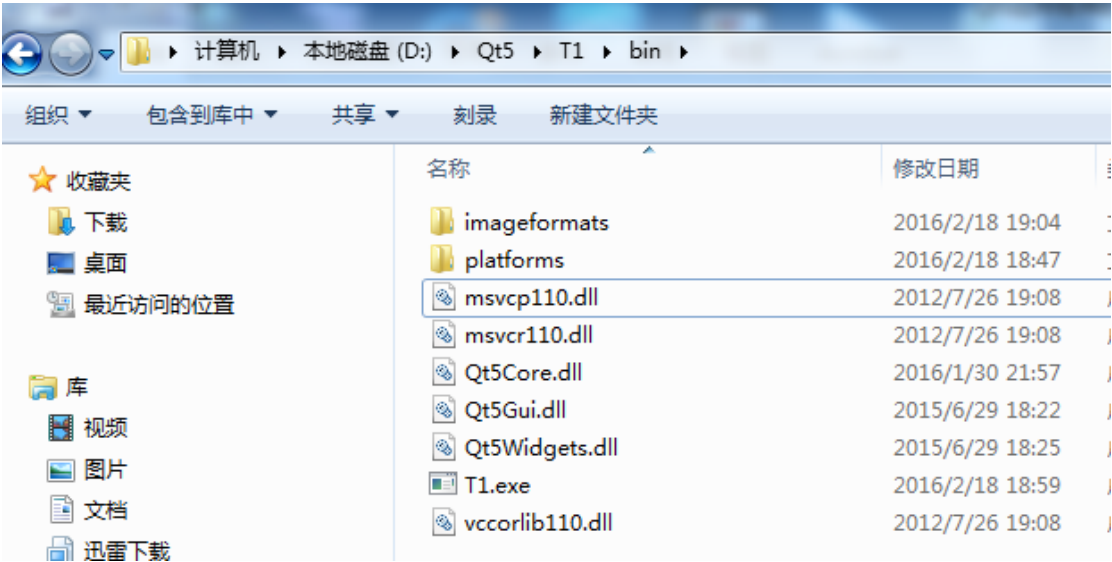 计算机 本地磁盘 (D:) Qt5 T1 bin
组织 包含到库中 共享 刻录 新建文件夹
收藏夹
下载
桌面
最近访问的位置
库
视频
图片
文档
迅雷下载
名称 修改日期
imageformats 2016/2/18 19:04
platforms 2016/2/18 18:47
msvcp110.dll 2012/7/26 19:08
msvcr110.dll 2012/7/26 19:08
Qt5Core.dll 2016/1/30 21:57
Qt5Gui.dll 2015/6/29 18:22
Qt5Widgets.dll 2015/6/29 18:25
T1.exe 2016/2/18 18:59
vccorlib110.dll 2012/7/26 19:08